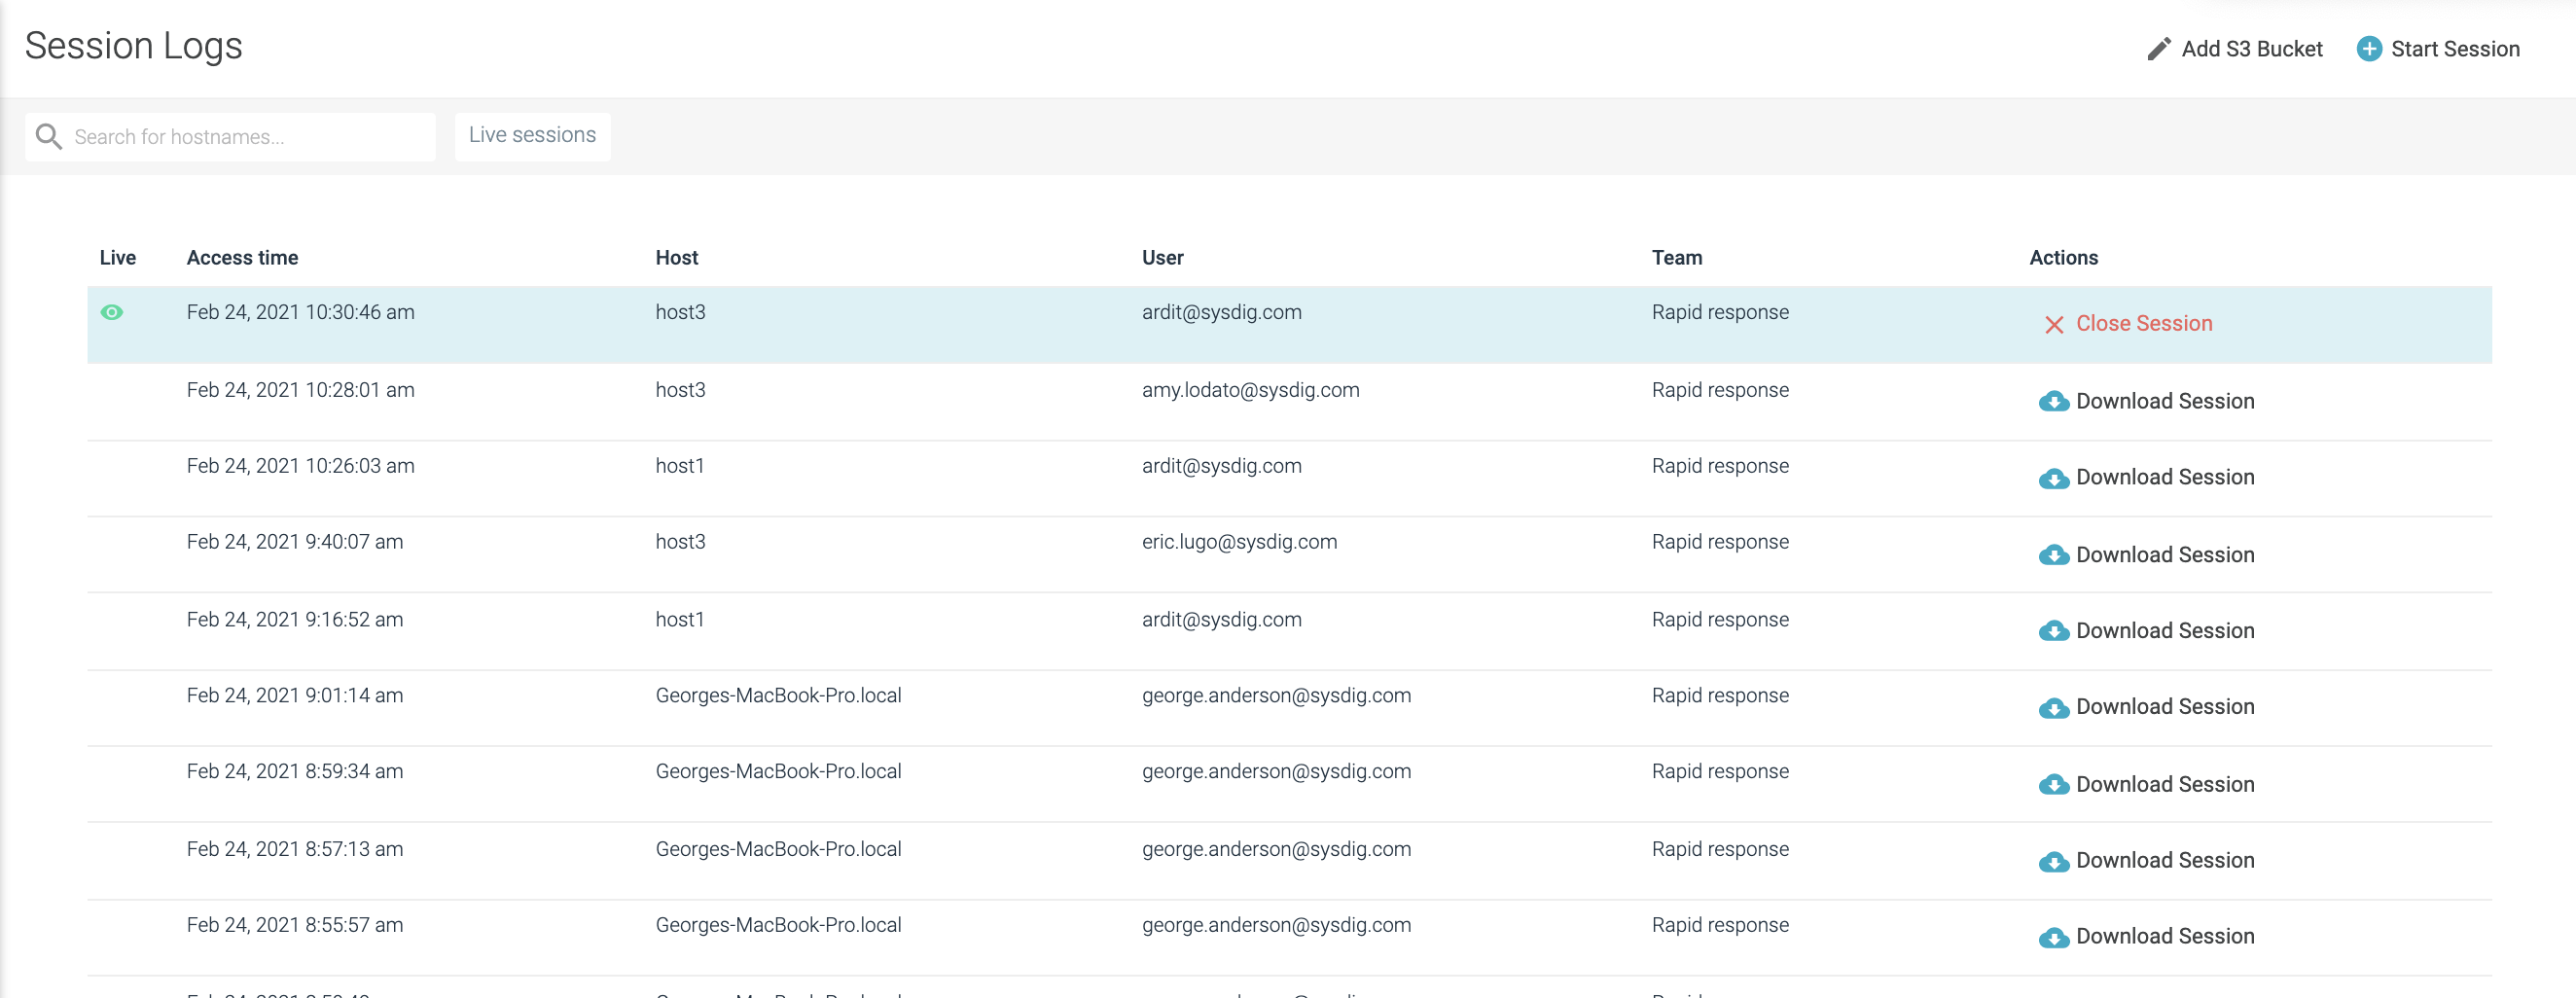 Session Logs
Add S3 Bucket
Start Session
Search for hostnames...
Live sessions
Live Access time Host User Team Actions
Feb 24, 2021 10:30:46 am host3 ardit@sysdig.com Rapid response Close Session
Feb 24, 2021 10:28:01 am host3 amy.lodato@sysdig.com Rapid response Download Session
Feb 24, 2021 10:26:03 am host1 ardit@sysdig.com Rapid response Download Session
Feb 24, 2021 9:40:07 am host3 eric.lugo@sysdig.com Rapid response Download Session
Feb 24, 2021 9:16:52 am host1 ardit@sysdig.com Rapid response Download Session
Feb 24, 2021 9:01:14 am Georges-MacBook-Pro.local george.anderson@sysdig.com Rapid response Download Session
Feb 24, 2021 8:59:34 am Georges-MacBook-Pro.local george.anderson@sysdig.com Rapid response Download Session
Feb 24, 2021 8:57:13 am Georges-MacBook-Pro.local george.anderson@sysdig.com Rapid response Download Session
Feb 24, 2021 8:55:57 am Georges-MacBook-Pro.local george.anderson@sysdig.com Rapid response Download Session